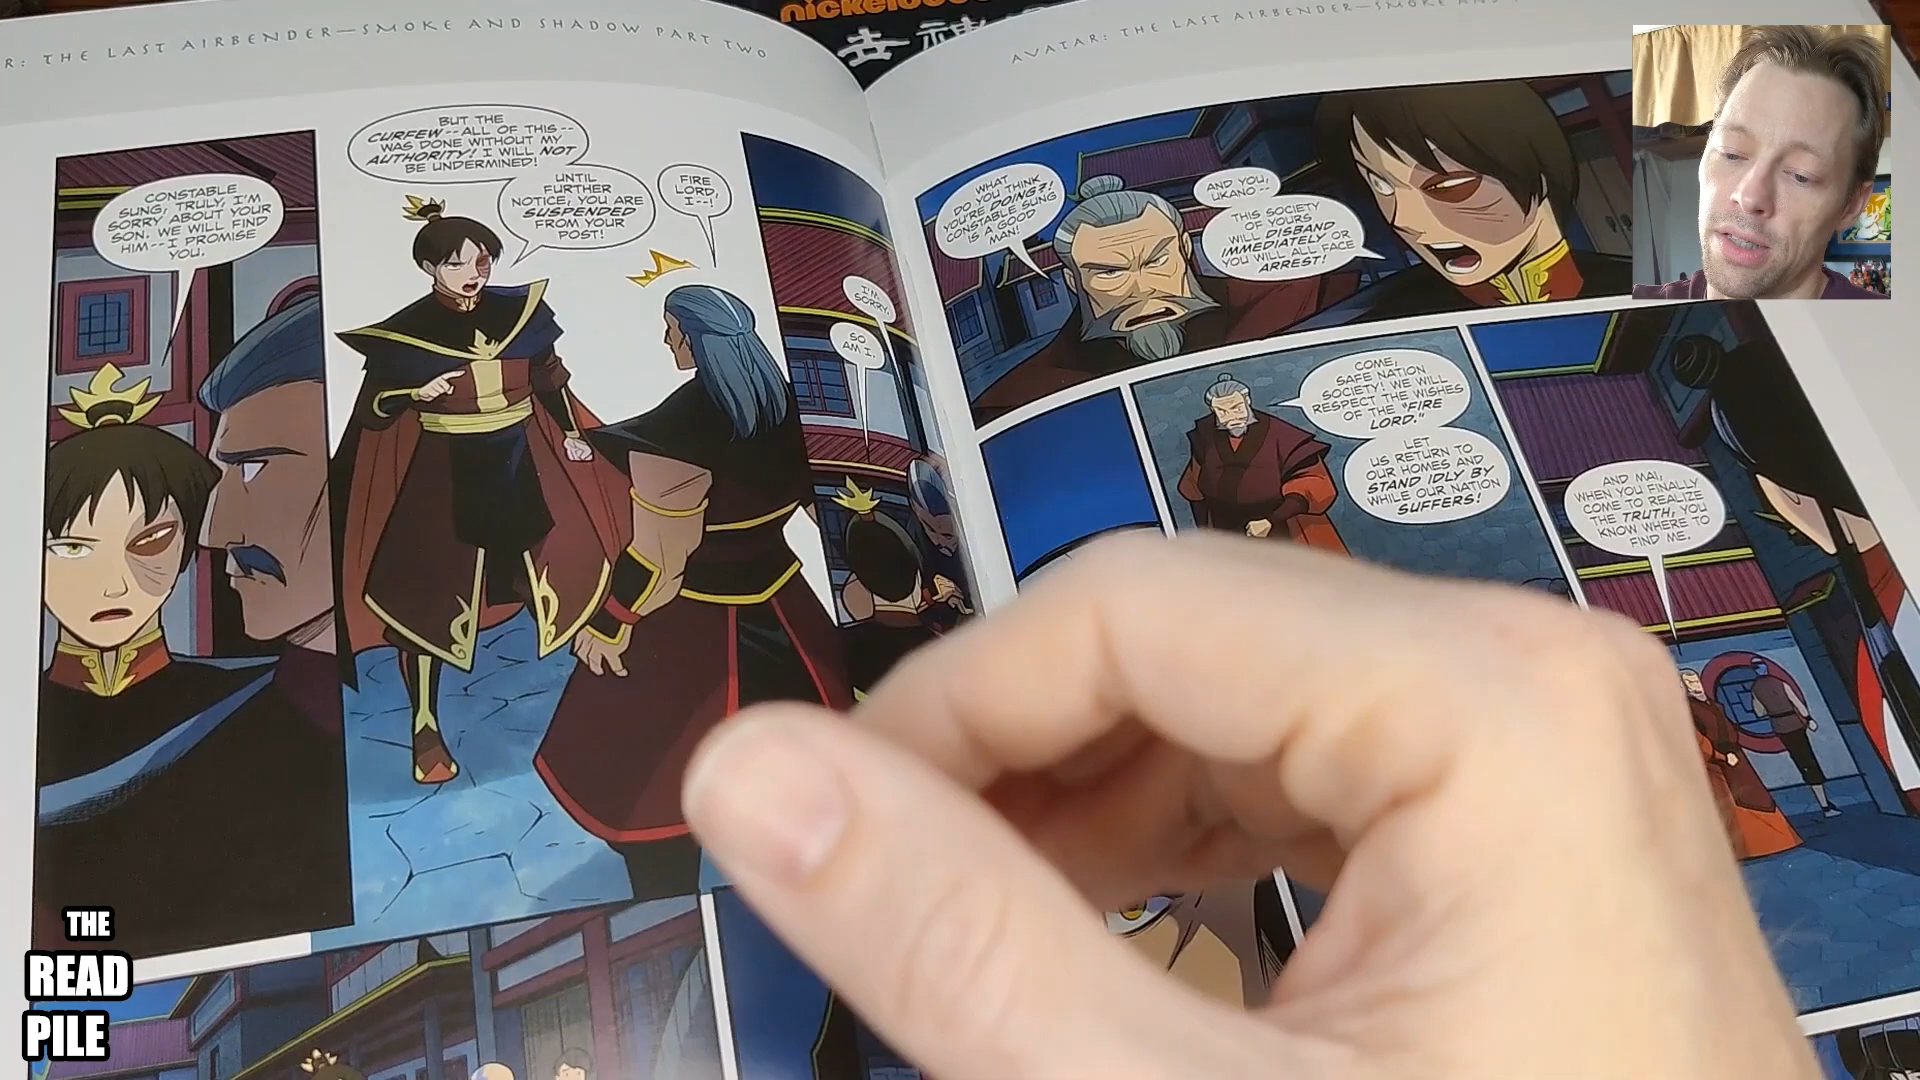 R: THE LAST AIRBENDER—SMOKE AND SHADOW PART TWO
CONSTABLE
SUNG, TRULY, I'M
SORRY ABOUT YOUR
SON. WE WILL FIND
HIM--I PROMISE
YOU.
BUT THE
CURFEW--ALL OF THIS--
WAS DONE WITHOUT MY
AUTHORITY! I WILL NOT
BE UNDERMINED!
UNTIL
FURTHER
NOTICE, YOU ARE
SUSPENDED
FROM YOUR
POST!
FIRE
LORD,
I--!
I'M
SORRY.
SO
AM I.
nickelo
AVATAR: THE LAST AIRBENDER—SMOKE AN
WHAT
DO YOU THINK
YOU'RE DOING?!
CONSTABLE SUNG
IS A GOOD
MAN!
AND YOU,
UKANO--
THIS SOCIETY
OF YOURS
WILL DISBAND
IMMEDIATELY OR
YOU WILL ALL FACE
ARREST!
COME,
SAFE NATION
SOCIETY! WE WILL
RESPECT THE WISHES
OF THE "FIRE
LORD."
LET
US RETURN TO
OUR HOMES AND
STAND IDLY BY
WHILE OUR NATION
SUFFERS!
AND MAI,
WHEN YOU FINALLY
COME TO REALIZE
THE TRUTH, YOU
KNOW WHERE TO
FIND ME.
THE
READ
PILE